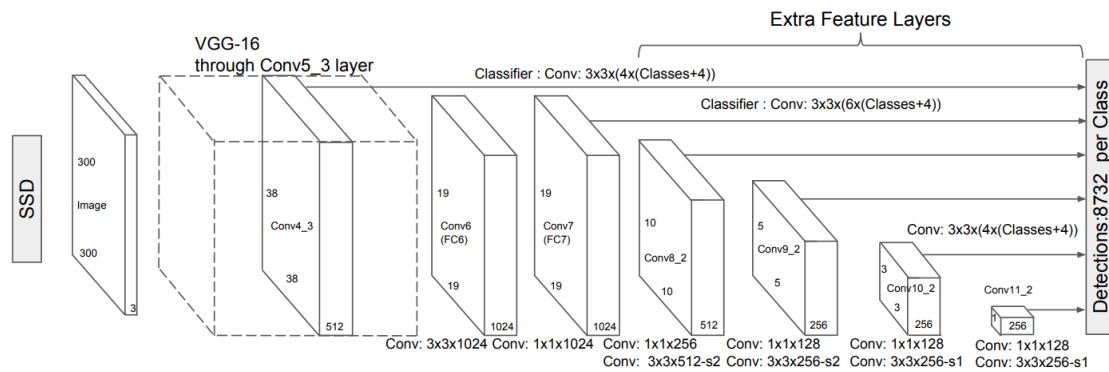 Extra Feature Layers
VGG-16
through Conv5_3 layer
Classifier : Conv: 3x3x(4x(Classes+4))
Classifier : Conv: 3x3x(6x(Classes+4))
SSD
300
Image
300
3
38
Conv4_3
38
512
19
Conv6
(FC6)
19
1024
19
Conv7
(FC7)
19
1024
10
Conv8_2
10
512
5
Conv9_2
5
256
Conv: 3x3x(4x(Classes+4))
3
Conv10_2
3
256
Conv11_2
1
256
Detections:8732 per Class
Conv: 3x3x1024
Conv: 1x1x1024
Conv: 1x1x256
Conv: 3x3x512-s2
Conv: 1x1x128
Conv: 3x3x256-s2
Conv: 1x1x128
Conv: 3x3x256-s1
Conv: 1x1x128
Conv: 3x3x256-s1